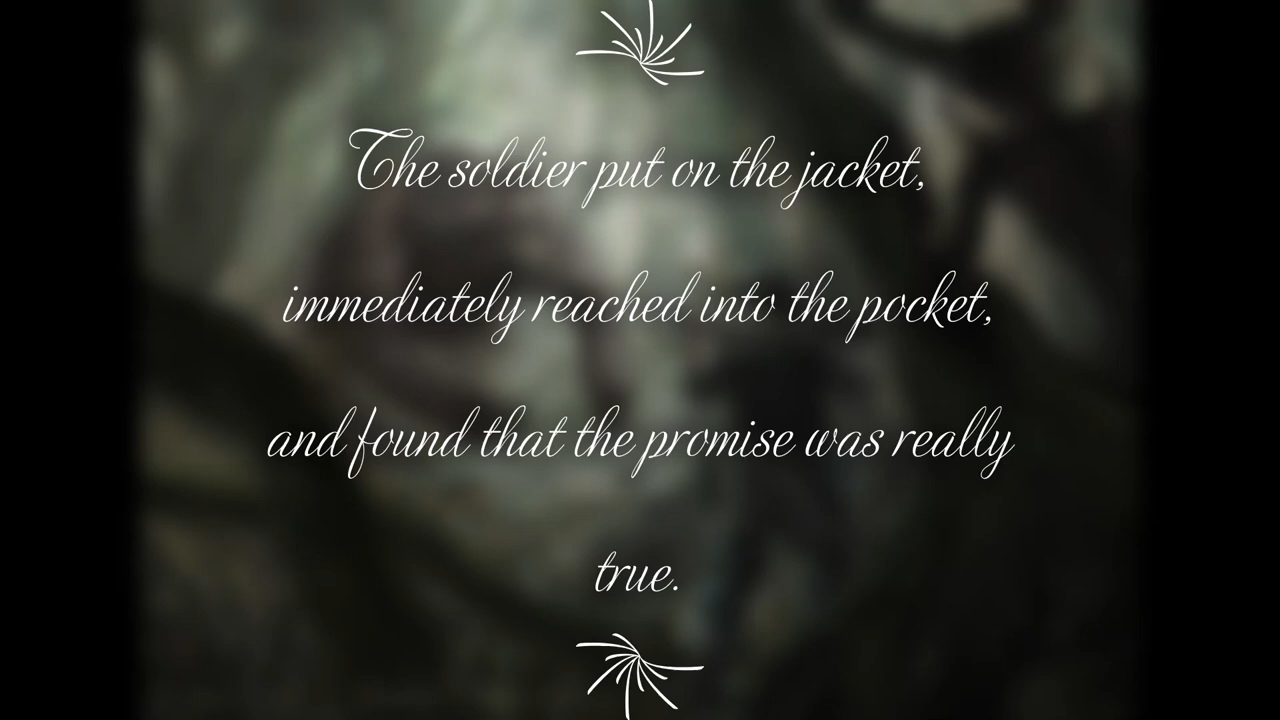 The soldier put on the jacket,
immediately reached into the pocket,
and found that the promise was really
true.